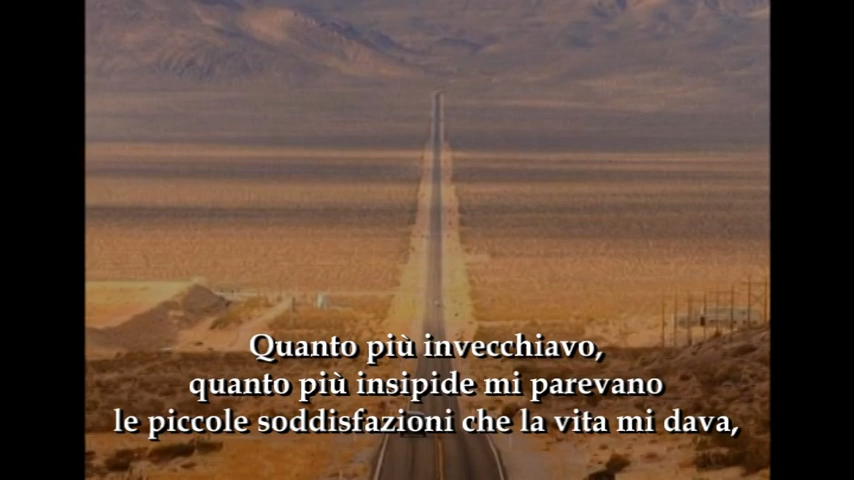 Quanto più invecchiavo,
quanto più insipide mi parevano
le piccole soddisfazioni che la vita mi dava,